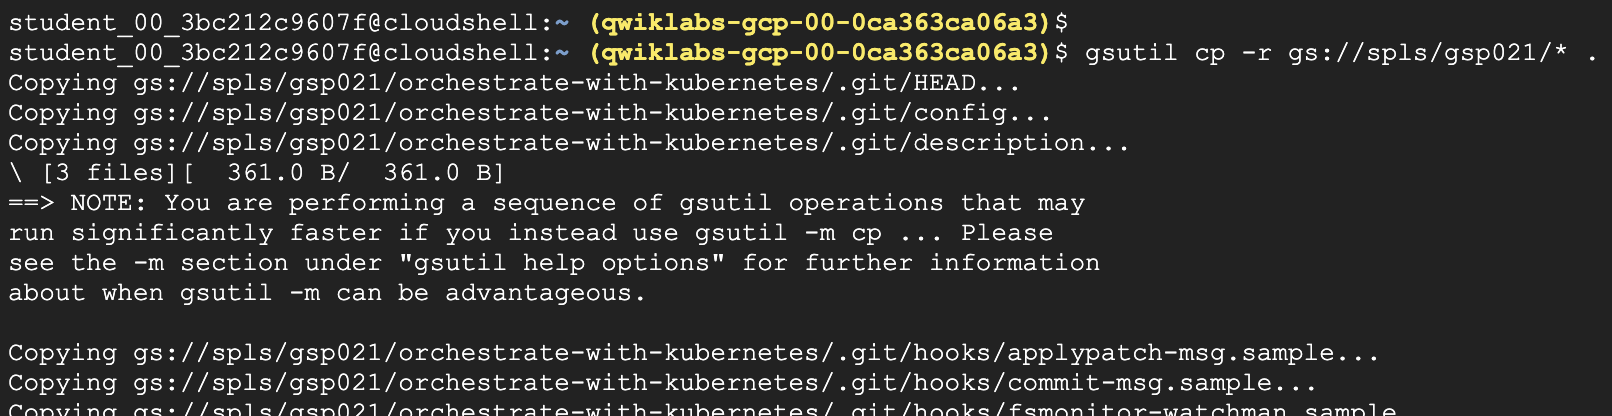 student_00_3bc212c9607f@cloudshell:~ (qwiklabs-gcp-00-0ca363ca06a3)$
student_00_3bc212c9607f@cloudshell:~ (qwiklabs-gcp-00-0ca363ca06a3)$ gsutil cp -r gs://spls/gsp021/* .
Copying gs://spls/gsp021/orchestrate-with-kubernetes/.git/HEAD...
Copying gs://spls/gsp021/orchestrate-with-kubernetes/.git/config...
Copying gs://spls/gsp021/orchestrate-with-kubernetes/.git/description...
\ [3 files][  361.0 B/  361.0 B]
==> NOTE: You are performing a sequence of gsutil operations that may
run significantly faster if you instead use gsutil -m cp ... Please
see the -m section under "gsutil help options" for further information
about when gsutil -m can be advantageous.
Copying gs://spls/gsp021/orchestrate-with-kubernetes/.git/hooks/applypatch-msg.sample...
Copying gs://spls/gsp021/orchestrate-with-kubernetes/.git/hooks/commit-msg.sample...
Copying gs://spls/gsp021/orchestrate-with-kubernetes/.git/hooks/fsmonitor-watchman.sample